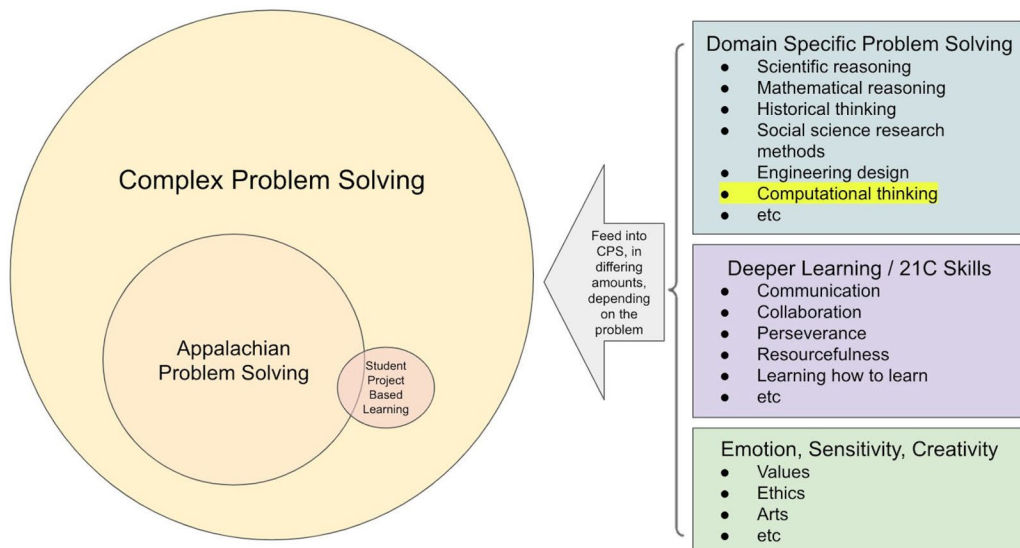 Complex Problem Solving
Appalachian
Problem Solving
Student
Project
Based
Learning
Feed into
CPS, in
differing
amounts,
depending
on the
problem
Domain Specific Problem Solving
● Scientific reasoning
● Mathematical reasoning
● Historical thinking
● Social science research
methods
● Engineering design
● Computational thinking
● etc
Deeper Learning / 21C Skills
● Communication
● Collaboration
● Perseverance
● Resourcefulness
● Learning how to learn
● etc
Emotion, Sensitivity, Creativity
● Values
● Ethics
● Arts
● etc